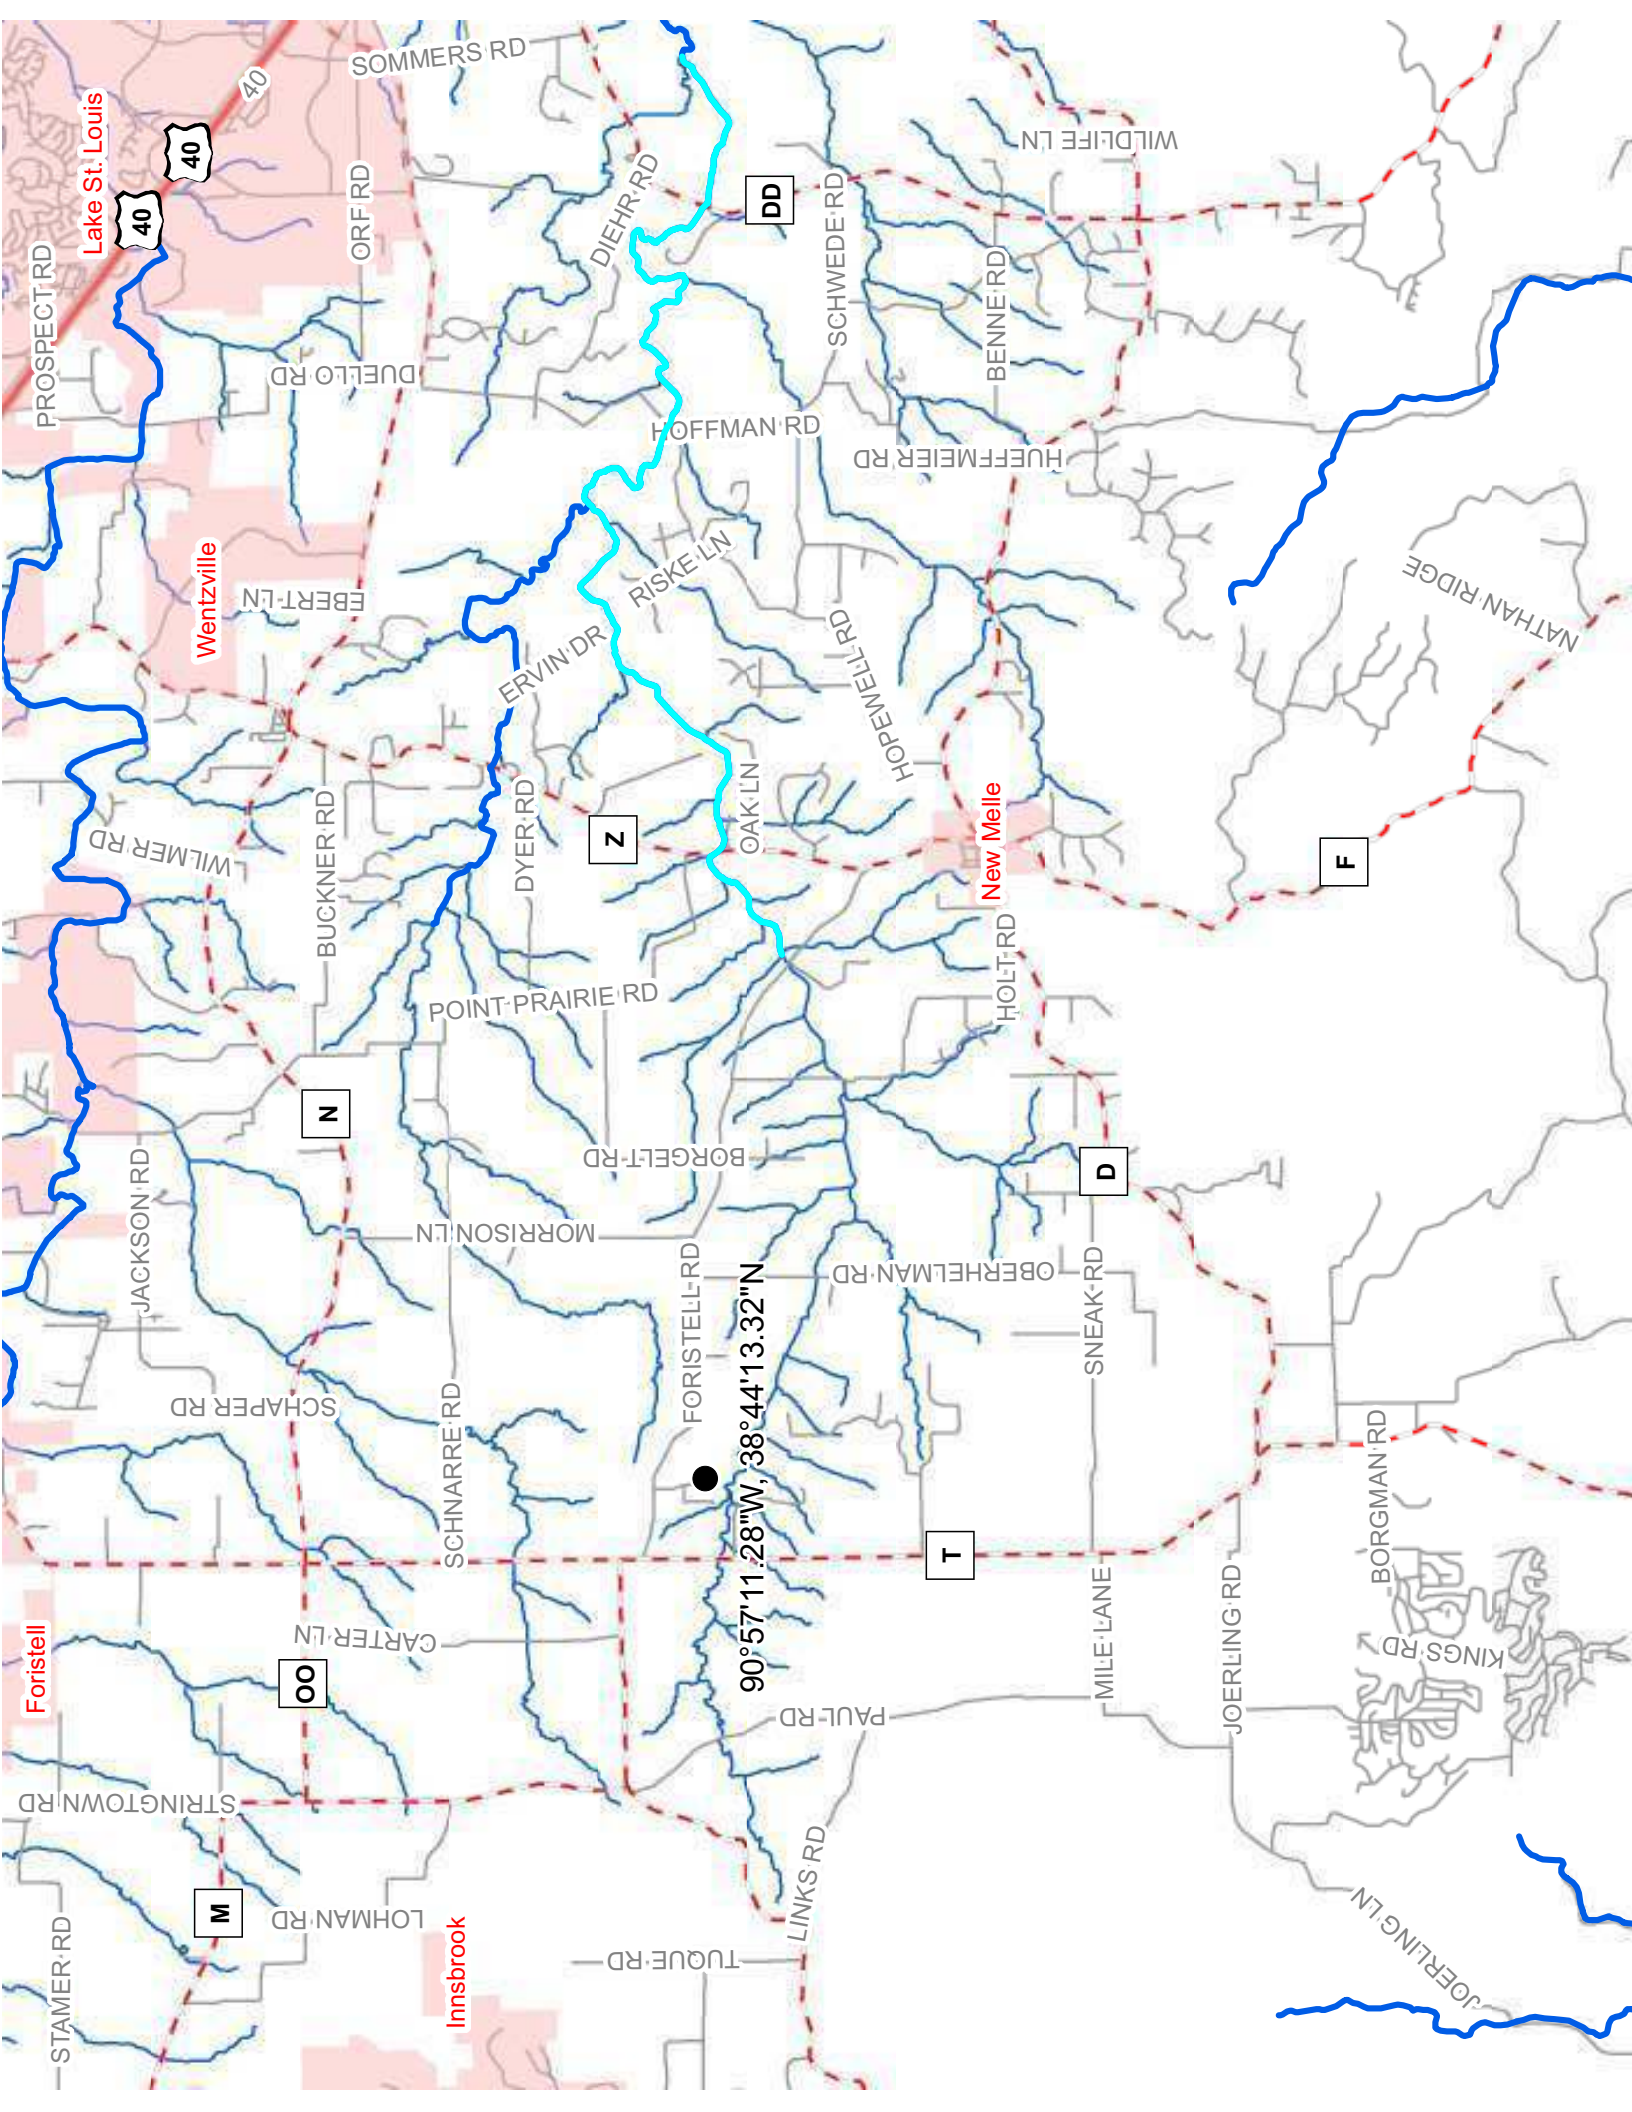 Foristell
Wentzville
Lake St. Louis
Innsbrook
New Melle
STAMER RD
M
LOHMAN RD
STRINGTOWN RD
OO
CARTER LN
TUQUE RD
LINKS RD
PAUL RD
JOERLING LN
KINGS RD
BORGMAN RD
JOERLING RD
MILE LANE
T
90°57'11.28"W, 38°44'13.32"N
SCHAPER RD
SCHNARRE RD
FORISTELL RD
JACKSON RD
MORRISON LN
OBERHELMAN RD
SNEAK RD
N
BORGELT RD
D
POINT PRAIRIE RD
HOLT RD
BUCKNER RD
WILMER RD
DYER RD
Z
OAK LN
F
HOPEWELL RD
ERVIN DR
RISKE LN
EBERT LN
NATHAN RIDGE
HUEFFMEIER RD
HOFFMAN RD
DUELLO RD
PROSPECT RD
BENNE RD
SCHWEDE RD
DIEHR RD
ORF RD
DD
40
40
40
WILDLIFE LN
SOMMERS RD